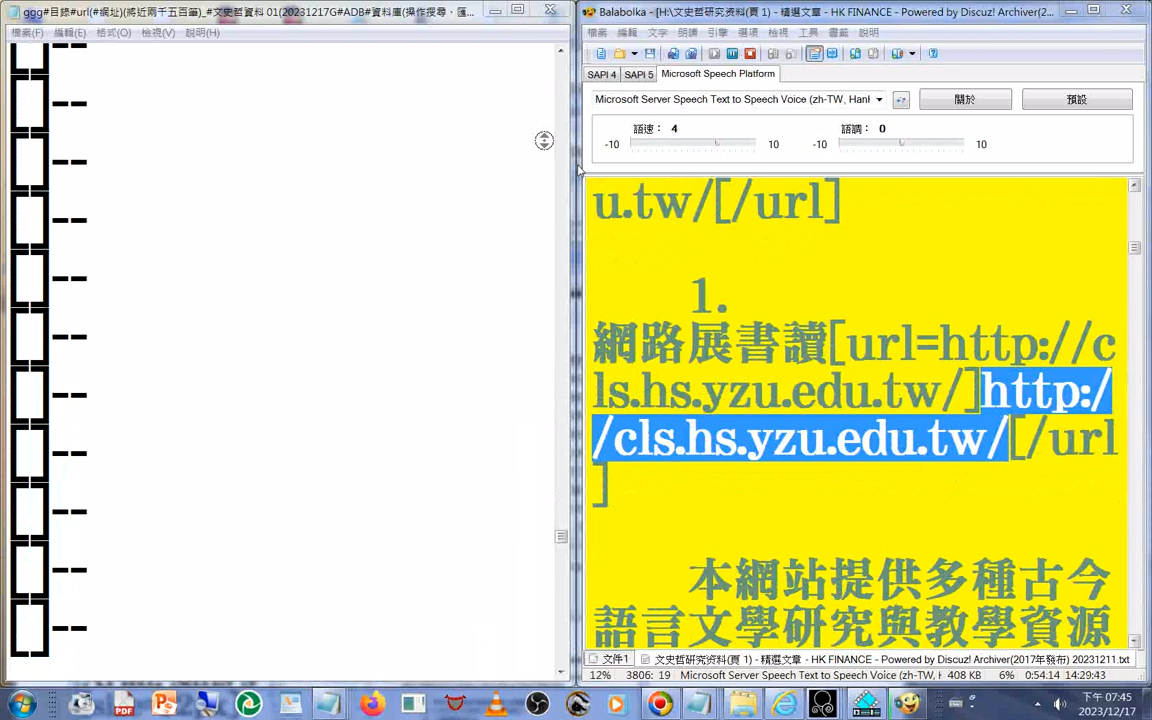 ggg#目錄#url(#網址)(將近兩千五百筆)_#文史哲資料 01(20231217G#ADB#資料庫(操作搜尋、匯...
檔案(F) 編輯(E) 格式(O) 檢視(V) 說明(H)
--
--
--
--
--
--
--
--
--
--
Balabolka - [H:\文史哲研究资料(頁 1) - 精選文章 - HK FINANCE - Powered by Discuz! Archiver(2...
檔案 編輯 文字 朗讀 引擎 選項 檢視 工具 書籤 說明
SAPI 4 SAPI 5 Microsoft Speech Platform
Microsoft Server Speech Text to Speech Voice (zh-TW, Hanl
關於 預設
語速： 4 語調： 0
-10 10 -10 10
u.tw/[/url]
1.
網路展書讀[url=http://c
ls.hs.yzu.edu.tw/]http:/
/cls.hs.yzu.edu.tw/[/url
]
本網站提供多種古今
語言文學研究與教學資源
文件1 文史哲研究资料(頁 1) - 精選文章 - HK FINANCE - Powered by Discuz! Archiver(2017年發布) 20231211.txt
12% 3806: 19 Microsoft Server Speech Text to Speech Voice (zh-TW, H 408 KB 6% 0:54:14 14:29:43
下午 07:45
2023/12/17